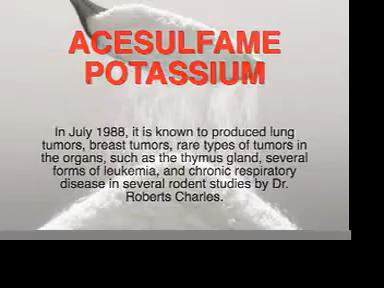 ACESULFAME
POTASSIUM
In July 1988, it is known to produced lung
tumors, breast tumors, rare types of tumors in
the organs, such as the thymus gland, several
forms of leukemia, and chronic respiratory
disease in several rodent studies by Dr.
Roberts Charles.